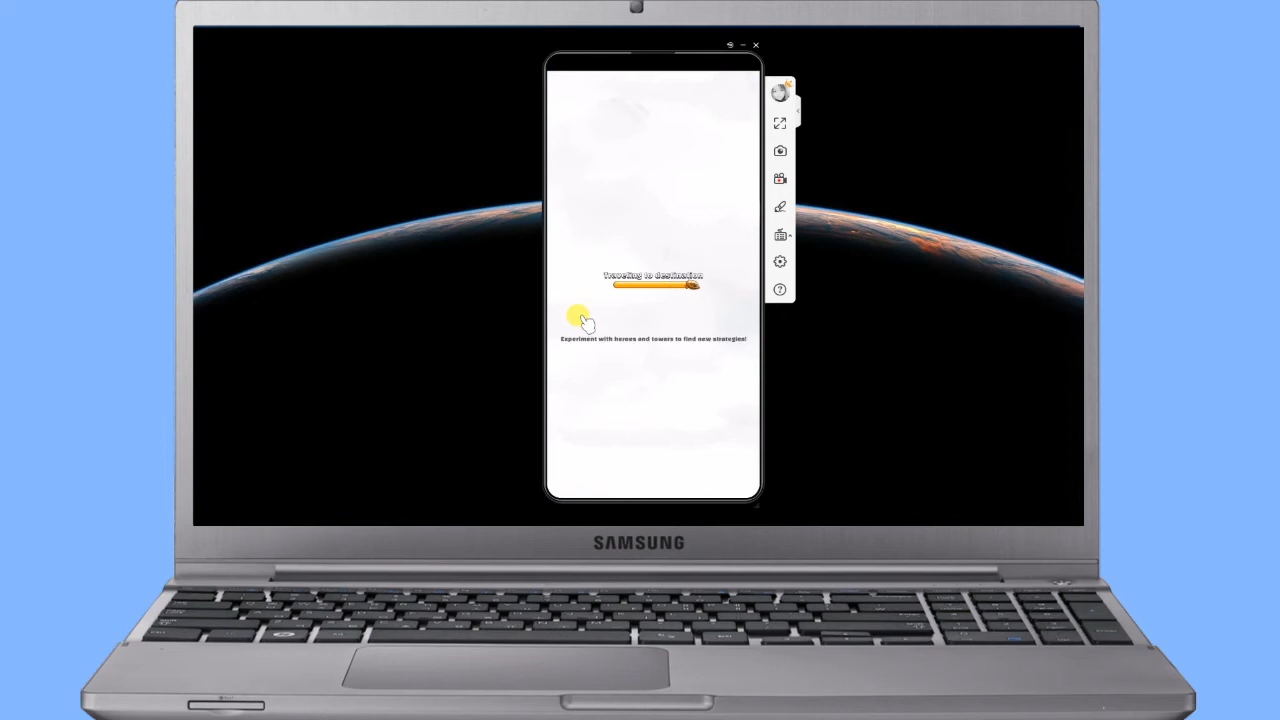 Traveling to destination
Experiment with heroes and towers to find new strategies!
SAMSUNG